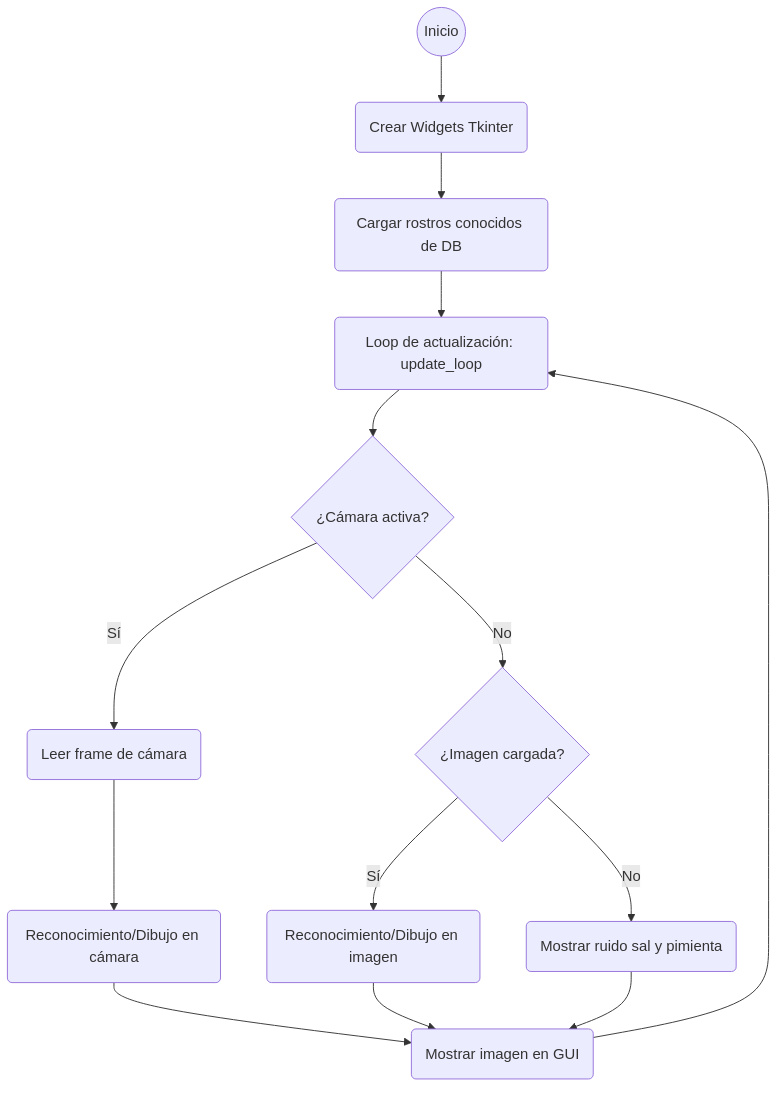 Inicio
Crear Widgets Tkinter
Cargar rostros conocidos
de DB
Loop de actualización:
update_loop
¿Cámara activa?
Sí
No
Leer frame de cámara
¿Imagen cargada?
Sí
No
Reconocimiento/Dibujo en
cámara
Reconocimiento/Dibujo en
imagen
Mostrar ruido sal y pimienta
Mostrar imagen en GUI